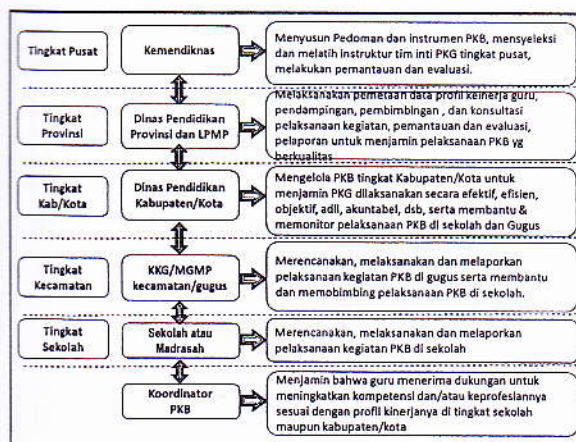 Tingkat Pusat
Kemendiknas
Menyusun Pedoman dan instrumen PKB, mensyeleksi
dan melatih instruktur tim inti PKG tingkat pusat,
melakukan pemantauan dan evaluasi.
Tingkat
Provinsi
Dinas Pendidikan
Provinsi dan LPMP
Melaksanakan pemetaan data profil keinerja guru,
pendampingan, pembimbingan , dan konsultasi
pelaksanaan kegiatan, pemantauan dan evaluasi,
pelaporan untuk menjamin pelaksanaan PKB yg
berkualitas
Tingkat
Kab/Kota
Dinas Pendidikan
Kabupaten/Kota
Mengelola PKB tingkat Kabupaten/Kota untuk
menjamin PKG dilaksanakan secara efektif, efisien,
objektif, adil, akuntabel, dsb, serta membantu &
memonitor pelaksanaan PKB di sekolah dan Gugus
Tingkat
Kecamatan
KKG/MGMP
kecamatan/gugus
Merencanakan, melaksanakan dan melaporkan
pelaksanaan kegiatan PKB di gugus serta membantu
dan memobimbing pelaksanaan PKB di sekolah.
Tingkat
Sekolah
Sekolah atau
Madrasah
Merencanakan, melaksanakan dan melaporkan
pelaksanaan kegiatan PKB di sekolah
Koordinator
PKB
Menjamin bahwa guru menerima dukungan untuk
meningkatkan kompetensi dan/atau keprofesiannya
sesuai dengan profil kinerjanya di tingkat sekolah
maupun kabupaten/kota